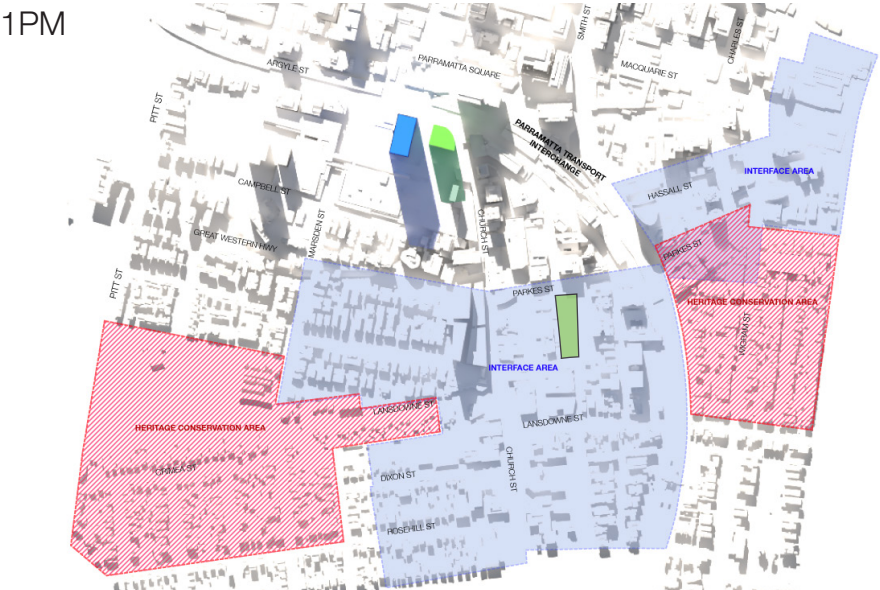 1PM
SMITH ST
CHARLES ST
ARGYLE ST
PARRAMATTA SQUARE
MACQUARIE ST
PITT ST
PARRAMATTA TRANSPORT
INTERCHANGE
INTERFACE AREA
HASSALL ST
CAMPBELL ST
MARSDEN ST
CHURCH ST
GREAT WESTERN HWY
PARKES ST
PITT ST
PARKES ST
HERITAGE CONSERVATION AREA
WIGRAM ST
INTERFACE AREA
LANSDOWNE ST
LANSDOWNE ST
HERITAGE CONSERVATION AREA
CRIMEA ST
DIXON ST
CHURCH ST
ROSEHILL ST